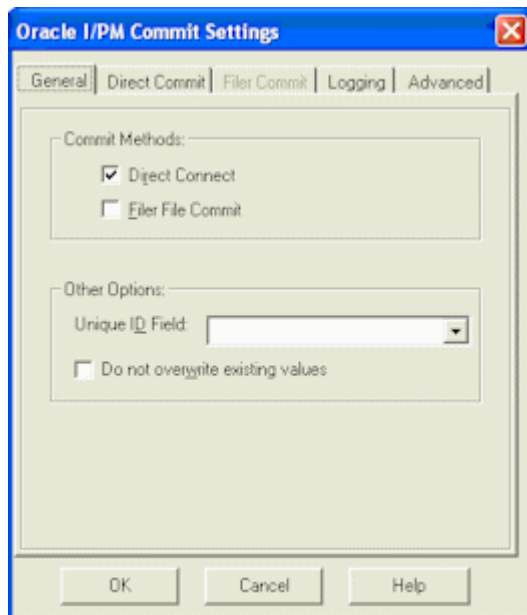 Oracle I/PM Commit Settings
General Direct Commit Filer Commit Logging Advanced
Commit Methods:
Direct Connect
Filer File Commit
Other Options:
Unique ID Field:
Do not overwrite existing values
OK Cancel Help